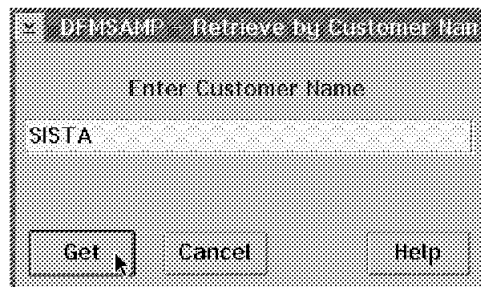 DFMSAMP - Retrieve by Customer Nam
Enter Customer Name
SISTA
Get Cancel Help